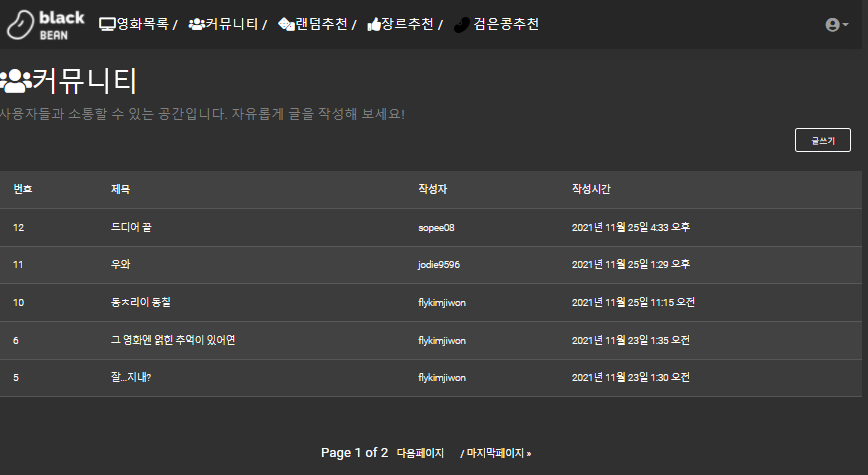 black
BEAN
영화목록 / 커뮤니티 / 랜덤추천 / 장르추천 / 검은콩추천
커뮤니티
사용자들과 소통할 수 있는 공간입니다. 자유롭게 글을 작성해 보세요!
글쓰기
번호 제목 작성자 작성시간
12 드디어 끝 sopee08 2021년 11월 25일 4:33 오후
11 우와 jodie9596 2021년 11월 25일 1:29 오후
10 동ㅊ리이 동칠 flykimjiwon 2021년 11월 25일 11:15 오전
6 그 영화엔 얽힌 추억이 있어연 flykimjiwon 2021년 11월 23일 1:35 오전
5 잘...지내? flykimjiwon 2021년 11월 23일 1:30 오전
Page 1 of 2 다음페이지 / 마지막페이지 »